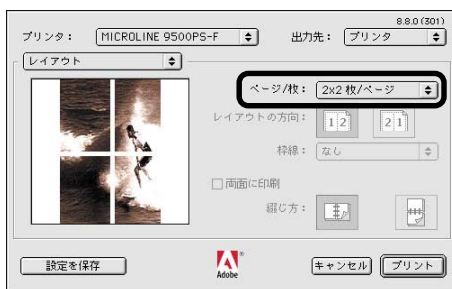 8.8.0 (301)
プリンタ： MICROLINE 9500PS-F 出力先： プリンタ
レイアウト
ページ/枚： 2x2 枚/ページ
レイアウトの方向： 1 2 2 1
枠線： なし
両面に印刷
綴じ方：
設定を保存 Adobe キャンセル プリント